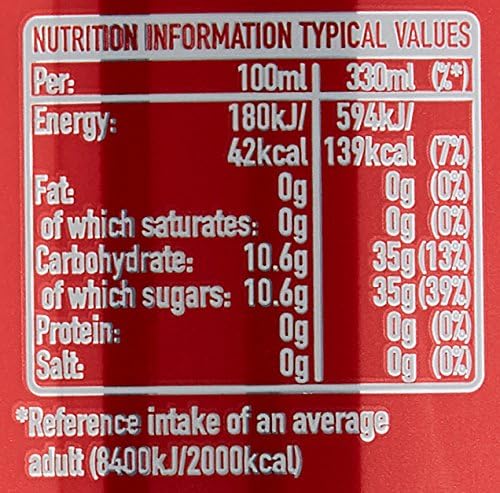 NUTRITION INFORMATION TYPICAL VALUES
Per: 100ml 330ml (%*)
Energy: 180kJ/ 594kJ/
42kcal 139kcal (7%)
Fat: 0g 0g (0%)
of which saturates: 0g 0g (0%)
Carbohydrate: 10.6g 35g (13%)
of which sugars: 10.6g 35g (39%)
Protein: 0g 0g (0%)
Salt: 0g 0g (0%)
*Reference intake of an average
adult (8400kJ/2000kcal)